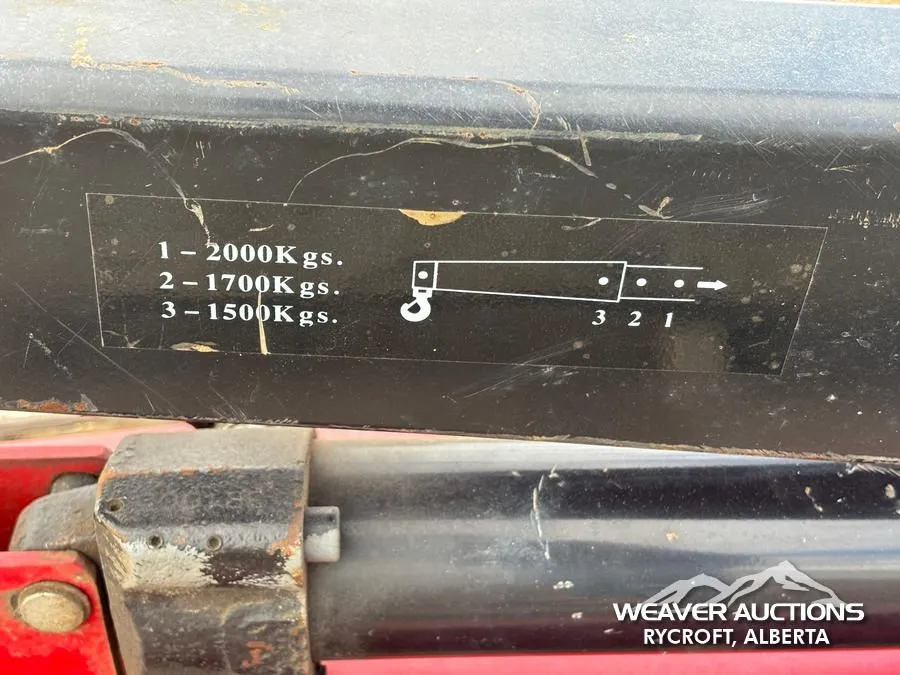 1 – 2000Kgs.
2 – 1700Kgs.
3 – 1500Kgs.
3 2 1
WEAVER AUCTIONS
RYCROFT, ALBERTA